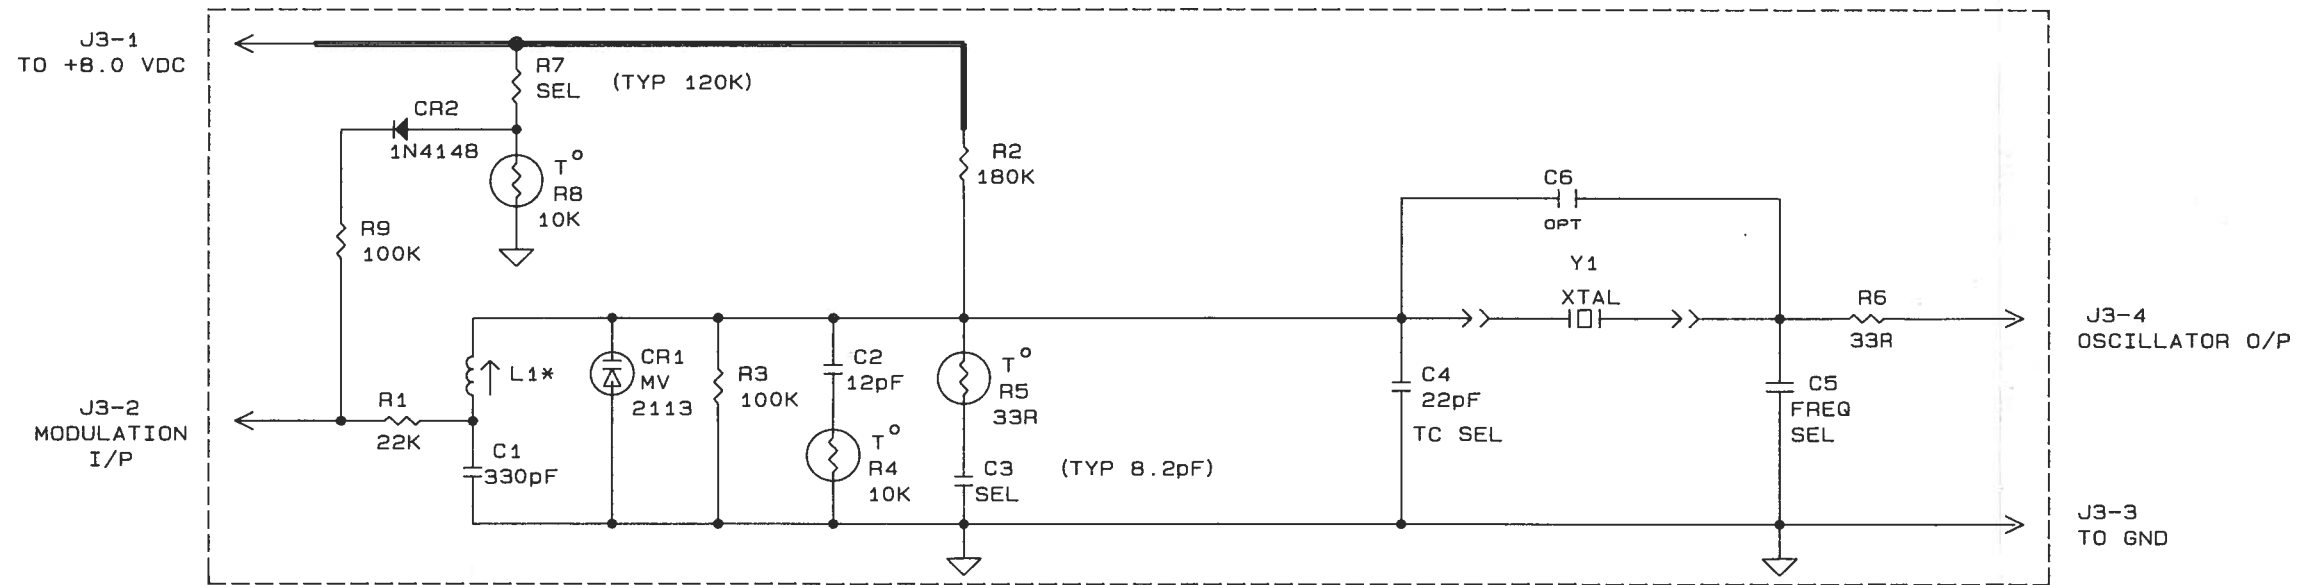 J3-1
TO +8.0 VDC
R7
SEL
(TYP 120K)
CR2
1N4148
T°
R8
10K
R2
180K
C6
OPT
R9
100K
Y1
XTAL
R6
33R
J3-4
OSCILLATOR O/P
L1*
CR1
MV
2113
R3
100K
C2
12pF
T°
R5
33R
C4
22pF
TC SEL
C5
FREQ
SEL
J3-2
MODULATION
I/P
R1
22K
C1
330pF
T°
R4
10K
C3
SEL
(TYP 8.2pF)
J3-3
TO GND